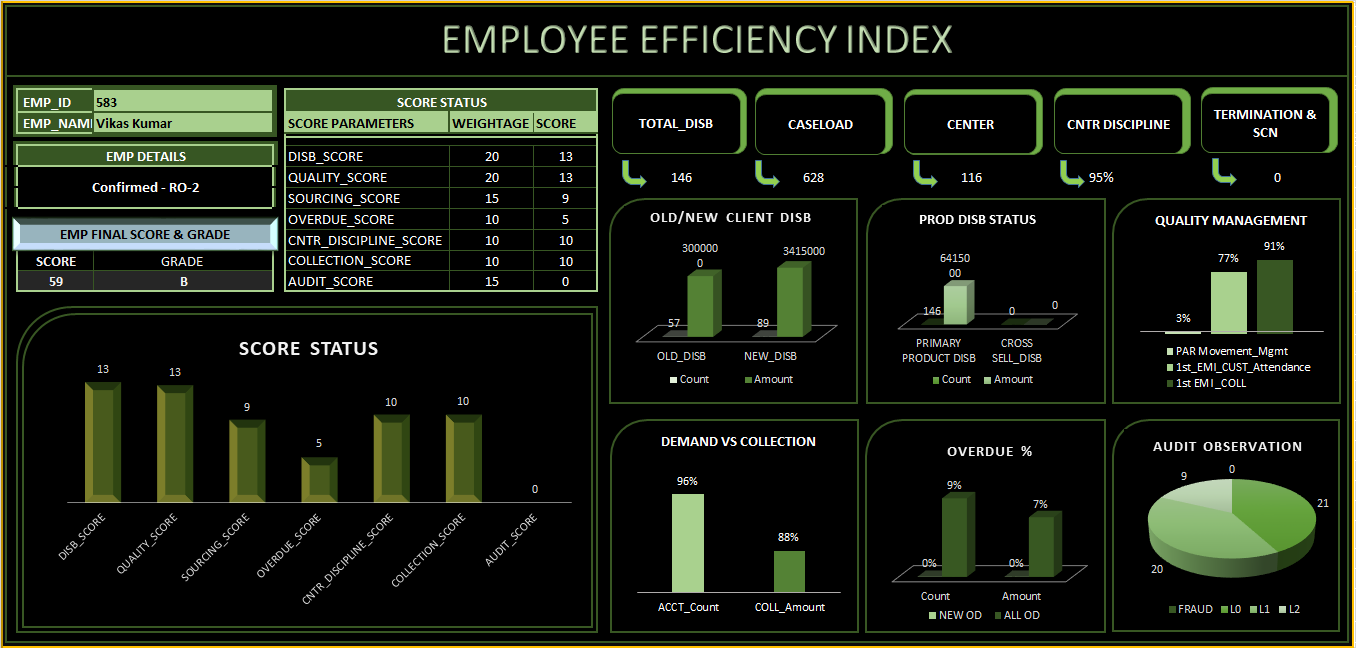 EMPLOYEE EFFICIENCY INDEX
EMP_ID 583
EMP_NAM Vikas Kumar
EMP DETAILS
Confirmed - RO-2
EMP FINAL SCORE & GRADE
SCORE GRADE
59 B
SCORE STATUS
SCORE PARAMETERS WEIGHTAGE SCORE
DISB_SCORE 20 13
QUALITY_SCORE 20 13
SOURCING_SCORE 15 9
OVERDUE_SCORE 10 5
CNTR_DISCIPLINE_SCORE 10 10
COLLECTION_SCORE 10 10
AUDIT_SCORE 15 0
TOTAL_DISB
146
CASELOAD
628
CENTER
116
CNTR DISCIPLINE
95%
TERMINATION &
SCN
0
SCORE STATUS
13 13 9 5 10 10 0
DISB_SCORE
QUALITY_SCORE
SOURCING_SCORE
OVERDUE_SCORE
CNTR_DISCIPLINE_SCORE
COLLECTION_SCORE
AUDIT_SCORE
OLD/NEW CLIENT DISB
300000
0
3415000
57 89
OLD_DISB NEW_DISB
Count Amount
PROD DISB STATUS
64150
00
146 0 0
PRIMARY
PRODUCT DISB
CROSS
SELL_DISB
Count Amount
QUALITY MANAGEMENT
3% 77% 91%
PAR Movement_Mgmt
1st_EMI_CUST_Attendance
1st EMI_COLL
DEMAND VS COLLECTION
96% 88%
ACCT_Count COLL_Amount
OVERDUE %
9% 7%
0% 0%
Count Amount
NEW OD ALL OD
AUDIT OBSERVATION
9 0
21
20
FRAUD L0 L1 L2